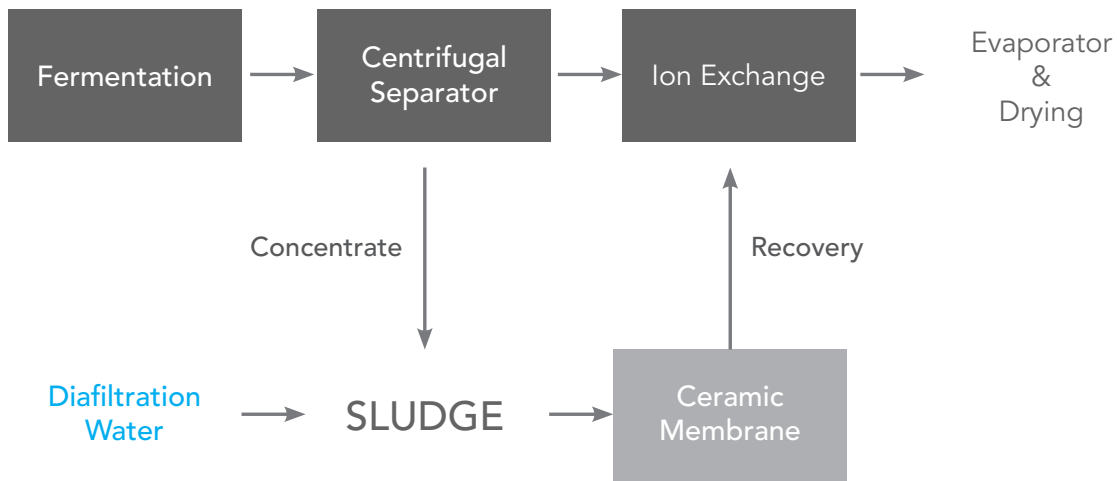 Fermentation
Centrifugal
Separator
Ion Exchange
Evaporator
&
Drying
Concentrate
Recovery
Diafiltration
Water
SLUDGE
Ceramic
Membrane